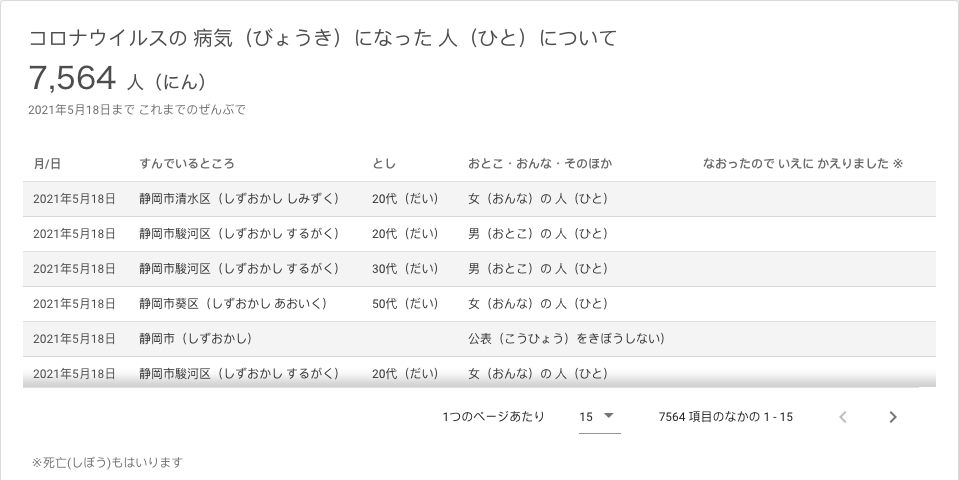 コロナウイルスの 病気（びょうき）になった 人（ひと）について
7,564 人（にん）
2021年5月18日まで これまでのぜんぶで
月/日 すんでいるところ とし おとこ・おんな・そのほか なおったので いえに かえりました ※
2021年5月18日 静岡市清水区（しずおかし しみずく） 20代（だい） 女（おんな）の 人（ひと）
2021年5月18日 静岡市駿河区（しずおかし するがく） 20代（だい） 男（おとこ）の 人（ひと）
2021年5月18日 静岡市駿河区（しずおかし するがく） 30代（だい） 男（おとこ）の 人（ひと）
2021年5月18日 静岡市葵区（しずおかし あおいく） 50代（だい） 女（おんな）の 人（ひと）
2021年5月18日 静岡市（しずおかし） 公表（こうひょう）をきぼうしない）
2021年5月18日 静岡市駿河区（しずおかし するがく） 20代（だい） 女（おんな）の 人（ひと）
1つのページあたり 15 7564 項目のなかの 1 - 15
※死亡(しぼう)もはいります